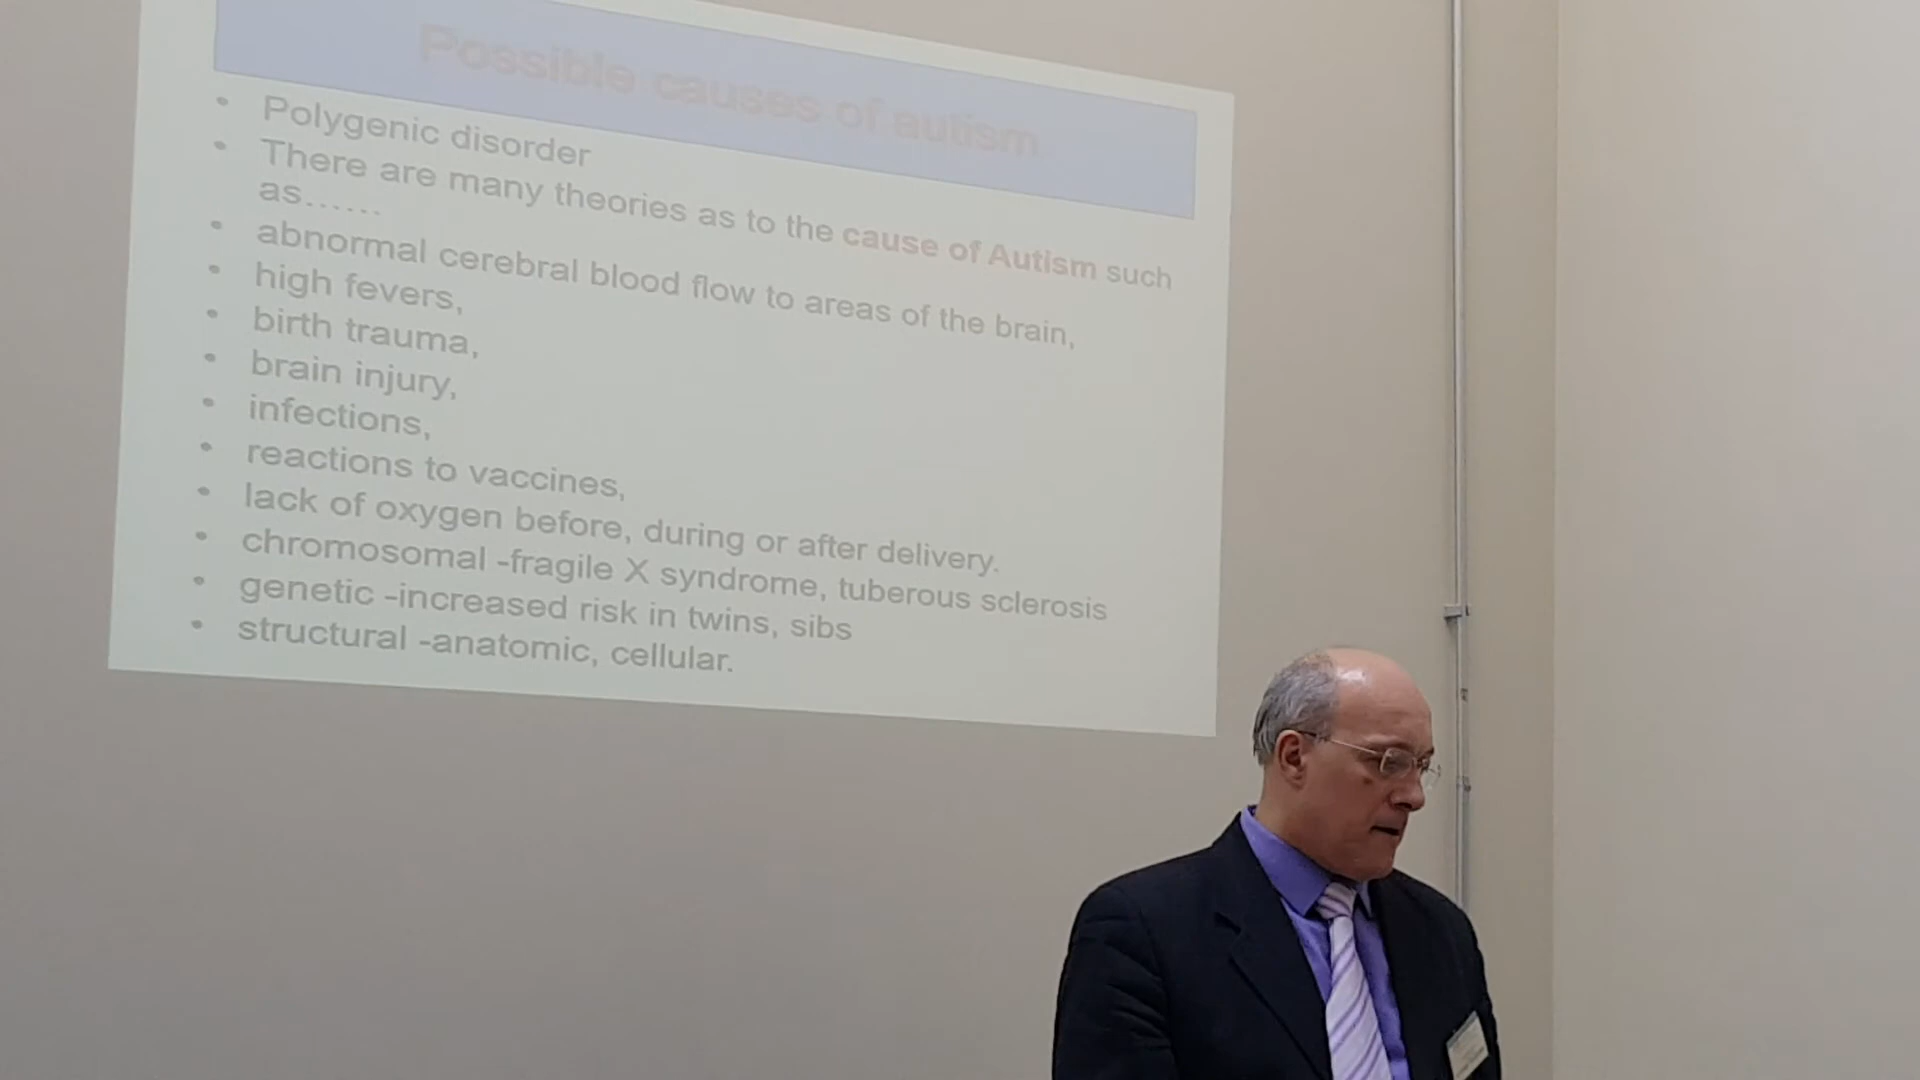 Possible causes of autism
• Polygenic disorder
• There are many theories as to the cause of Autism such
as......
• abnormal cerebral blood flow to areas of the brain,
• high fevers,
• birth trauma,
• brain injury,
• infections,
• reactions to vaccines,
• lack of oxygen before, during or after delivery.
• chromosomal -fragile X syndrome, tuberous sclerosis
• genetic -increased risk in twins, sibs
• structural -anatomic, cellular.